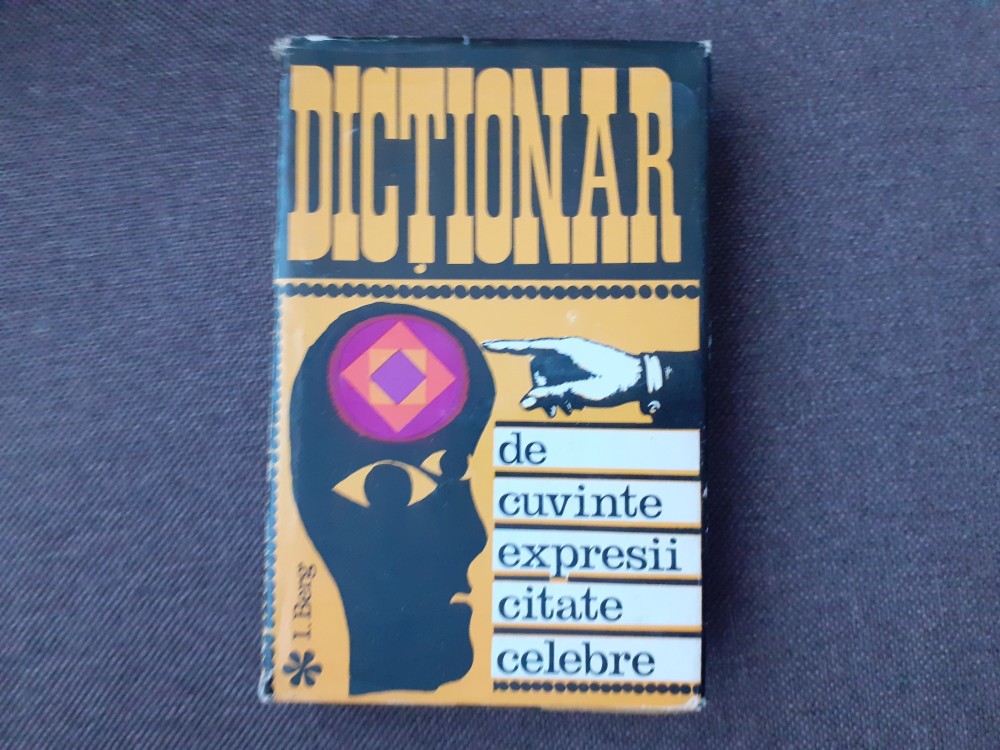 DICȚIONAR
de
cuvinte
expresii
citate
celebre
I. Berg